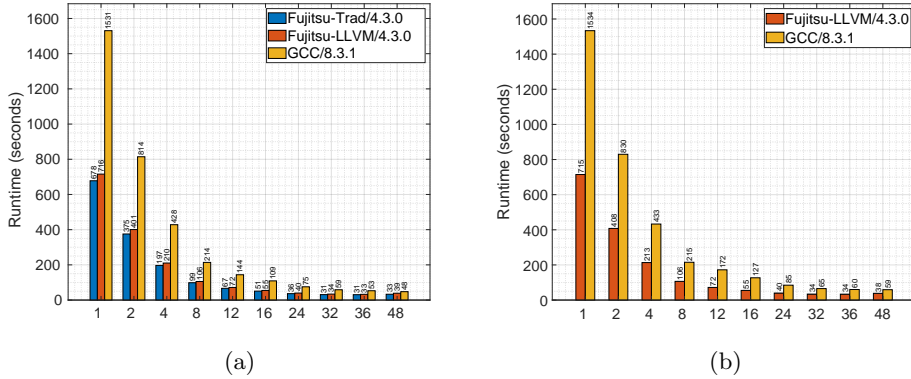 1600
1400
1200
1000
800
600
400
200
0
Runtime (seconds)
Fujitsu-Trad/4.3.0
Fujitsu-LLVM/4.3.0
GCC/8.3.1
678 716 1531
375 401 814
197 210 428
99 106 214
67 72 144
51 55 109
36 40 75
31 34 59
31 33 53
33 39 48
1 2 4 8 12 16 24 32 36 48
(a)
1600
1400
1200
1000
800
600
400
200
0
Runtime (seconds)
Fujitsu-LLVM/4.3.0
GCC/8.3.1
715 1534
408 830
213 433
106 215
72 172
55 127
40 85
34 65
34 60
38 59
1 2 4 8 12 16 24 32 36 48
(b)